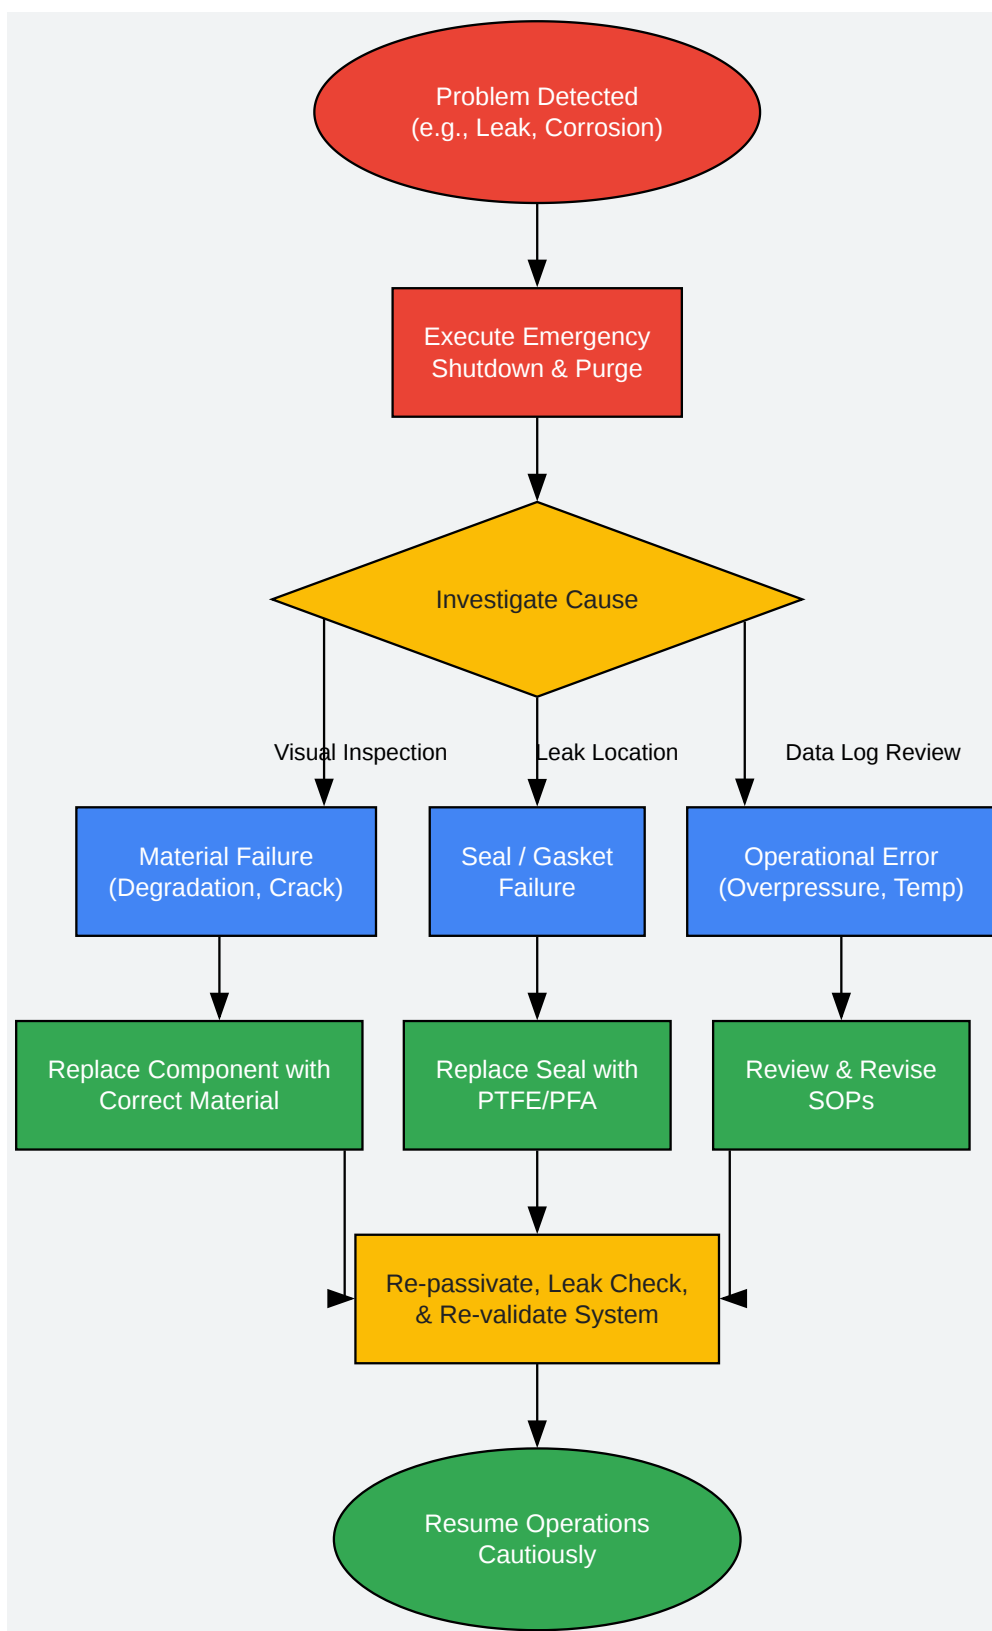 Problem Detected
(e.g., Leak, Corrosion)
Execute Emergency
Shutdown & Purge
Investigate Cause
Visual Inspection
Leak Location
Data Log Review
Material Failure
(Degradation, Crack)
Seal / Gasket
Failure
Operational Error
(Overpressure, Temp)
Replace Component with
Correct Material
Replace Seal with
PTFE/PFA
Review & Revise
SOPs
Re-passivate, Leak Check,
& Re-validate System
Resume Operations
Cautiously